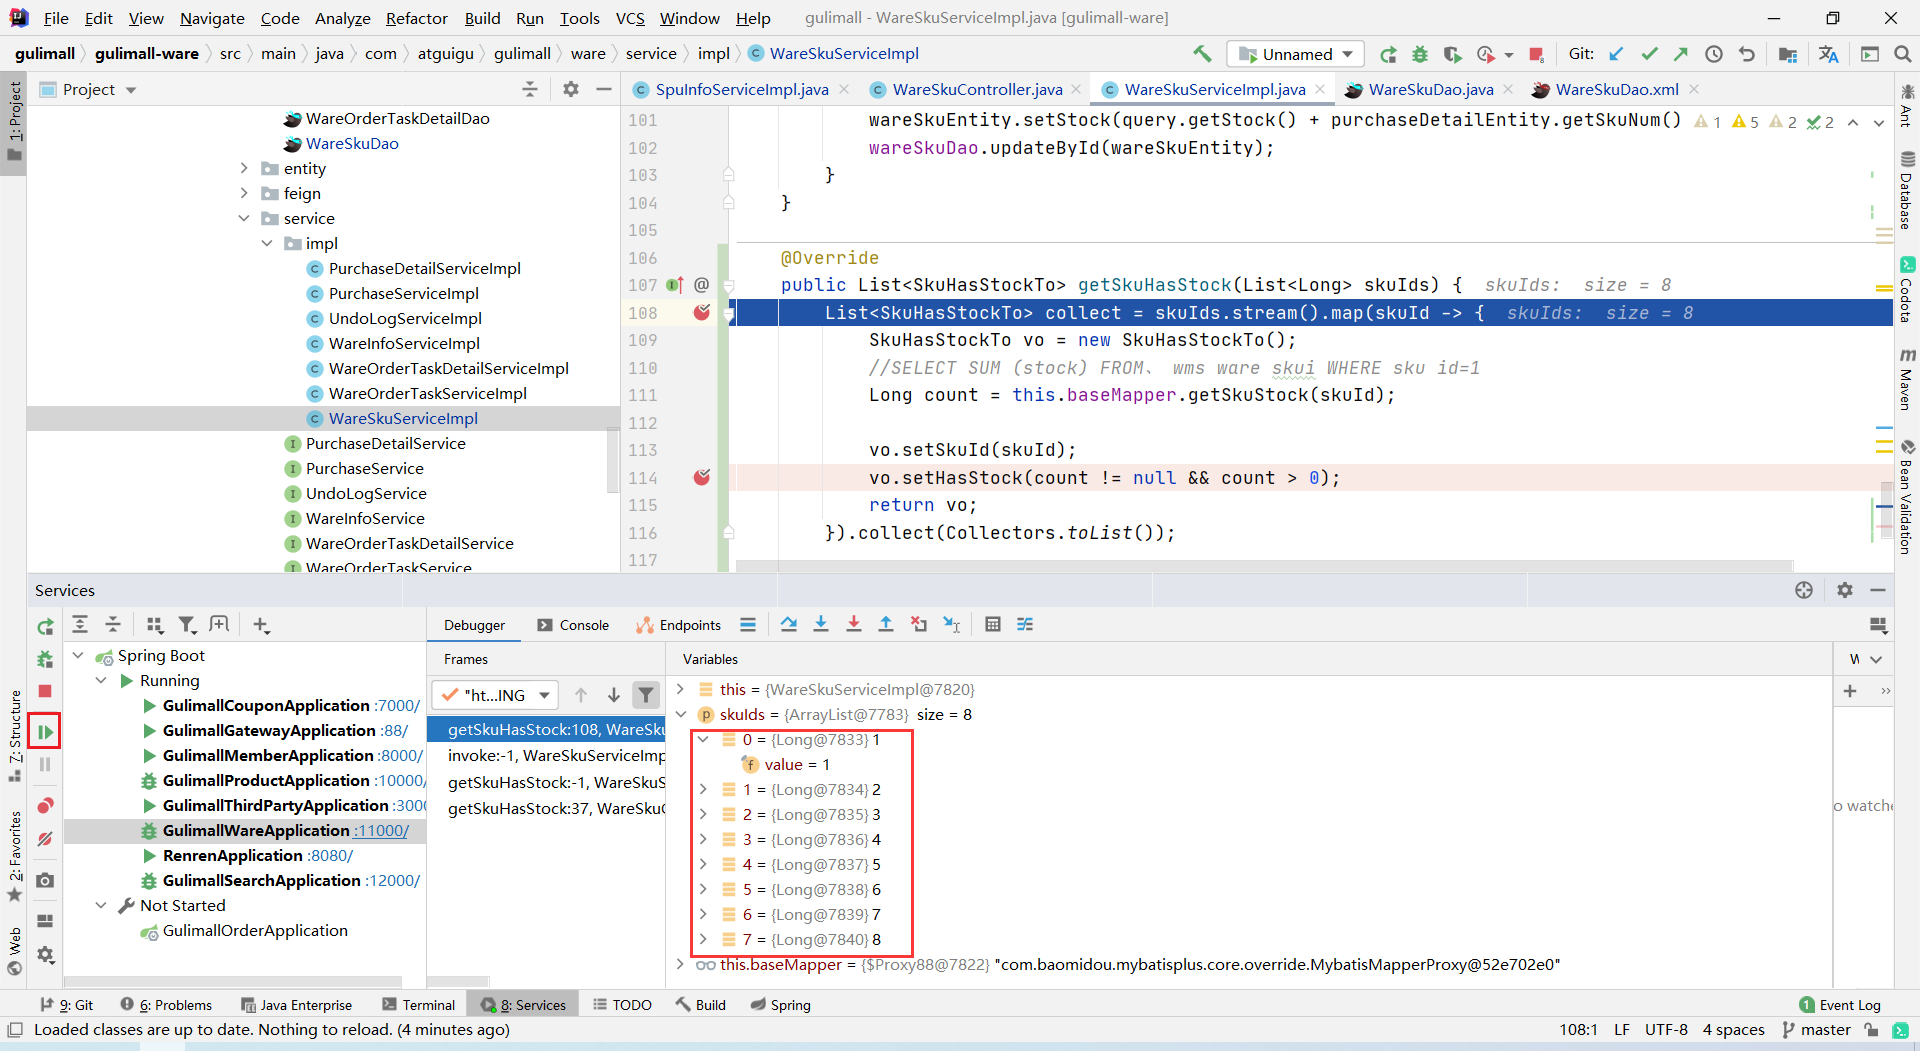 File Edit View Navigate Code Analyze Refactor Build Run Tools VCS Window Help gulimall - WareSkuServiceImpl.java [gulimall-ware]
gulimall gulimall-ware src main java com atguigu gulimall ware service impl WareSkuServiceImpl Unnamed Git:
1: Project
Project
SpuInfoServiceImpl.java WareSkuController.java WareSkuServiceImpl.java WareSkuDao.java WareSkuDao.xml
WareOrderTaskDetailDao
WareSkuDao
entity
feign
service
impl
PurchaseDetailServiceImpl
PurchaseServiceImpl
UndoLogServiceImpl
WareInfoServiceImpl
WareOrderTaskDetailServiceImpl
WareOrderTaskServiceImpl
WareSkuServiceImpl
PurchaseDetailService
PurchaseService
UndoLogService
WareInfoService
WareOrderTaskDetailService
WareOrderTaskService
101 wareSkuEntity.setStock(query.getStock() + purchaseDetailEntity.getSkuNum() 1 5 2 2
102 wareSkuDao.updateById(wareSkuEntity);
103 }
104 }
105
106 @Override
107 @ public List<SkuHasStockTo> getSkuHasStock(List<Long> skuIds) { skuIds: size = 8
108 List<SkuHasStockTo> collect = skuIds.stream().map(skuId -> { skuIds: size = 8
109 SkuHasStockTo vo = new SkuHasStockTo();
110 //SELECT SUM (stock) FROM、 wms ware skui WHERE sku id=1
111 Long count = this.baseMapper.getSkuStock(skuId);
112
113 vo.setSkuId(skuId);
114 vo.setHasStock(count != null && count > 0);
115 return vo;
116 }).collect(Collectors.toList());
117
Ant
Database
Codota
Maven
Bean Validation
Services
7: Structure
2: Favorites
Web
Spring Boot
Running
GulimallCouponApplication :7000/
GulimallGatewayApplication :88/
GulimallMemberApplication :8000/
GulimallProductApplication :10000/
GulimallThirdPartyApplication :3000
GulimallWareApplication :11000/
RenrenApplication :8080/
GulimallSearchApplication :12000/
Not Started
GulimallOrderApplication
Debugger Console Endpoints
Frames
"ht...ING
getSkuHasStock:108, WareSku
invoke:-1, WareSkuServiceImp
getSkuHasStock:-1, WareSkuS
getSkuHasStock:37, WareSkuC
Variables
this = {WareSkuServiceImpl@7820}
skuIds = {ArrayList@7783} size = 8
0 = {Long@7833} 1
value = 1
1 = {Long@7834} 2
2 = {Long@7835} 3
3 = {Long@7836} 4
4 = {Long@7837} 5
5 = {Long@7838} 6
6 = {Long@7839} 7
7 = {Long@7840} 8
this.baseMapper = {$Proxy88@7822} "com.baomidou.mybatisplus.core.override.MybatisMapperProxy@52e702e0"
W
o watche
9: Git 6: Problems Java Enterprise Terminal 8: Services TODO Build Spring 1 Event Log
Loaded classes are up to date. Nothing to reload. (4 minutes ago) 108:1 LF UTF-8 4 spaces master